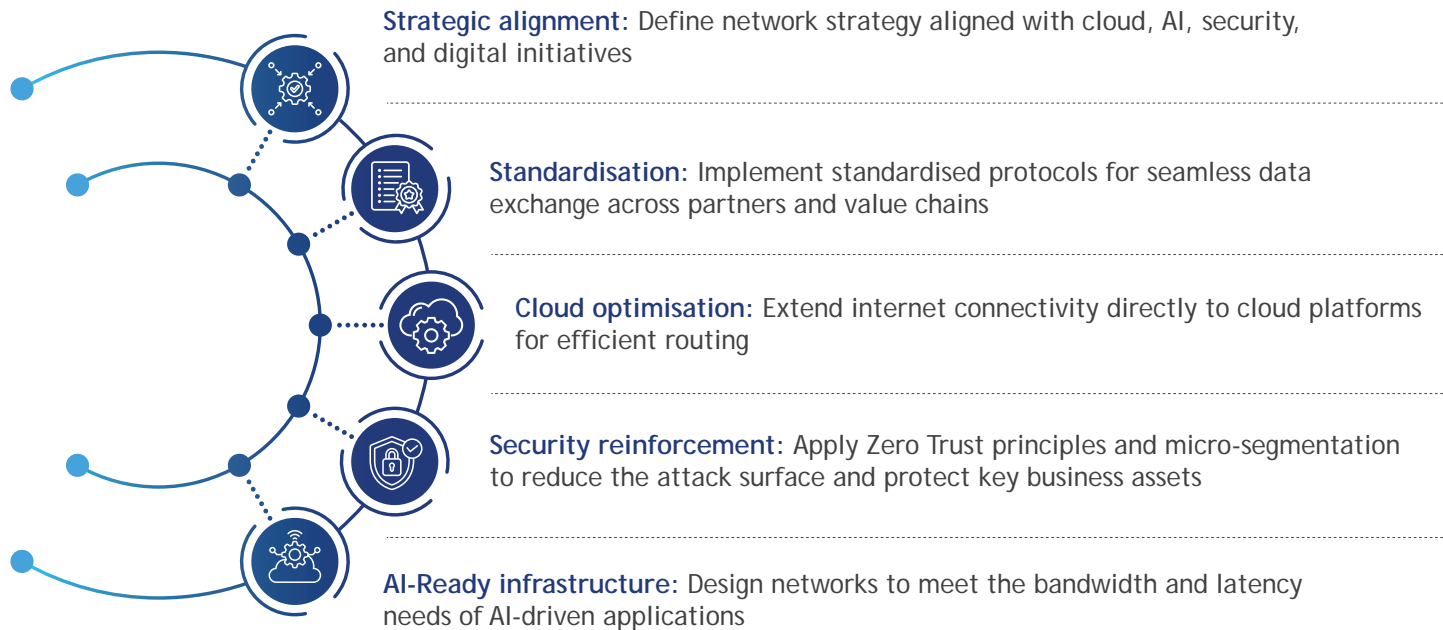 Strategic alignment: Define network strategy aligned with cloud, AI, security,
and digital initiatives
Standardisation: Implement standardised protocols for seamless data
exchange across partners and value chains
Cloud optimisation: Extend internet connectivity directly to cloud platforms
for efficient routing
Security reinforcement: Apply Zero Trust principles and micro-segmentation
to reduce the attack surface and protect key business assets
AI-Ready infrastructure: Design networks to meet the bandwidth and latency
needs of AI-driven applications